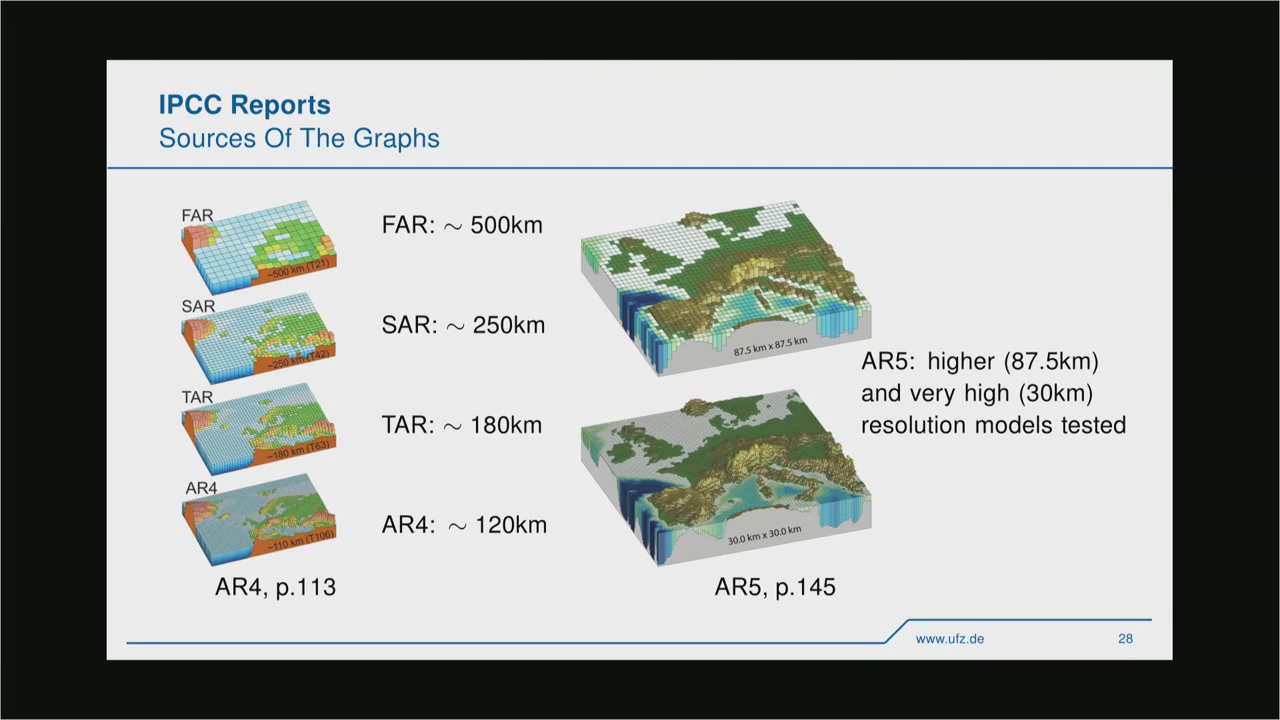 IPCC Reports
Sources Of The Graphs
FAR
~500 km (T21)
SAR
~250 km (T42)
TAR
~180 km (T63)
AR4
~110 km (T106)
AR4, p.113
FAR: ∼ 500km
SAR: ∼ 250km
TAR: ∼ 180km
AR4: ∼ 120km
87.5 km x 87.5 km
30.0 km x 30.0 km
AR5, p.145
AR5: higher (87.5km)
and very high (30km)
resolution models tested
www.ufz.de
28